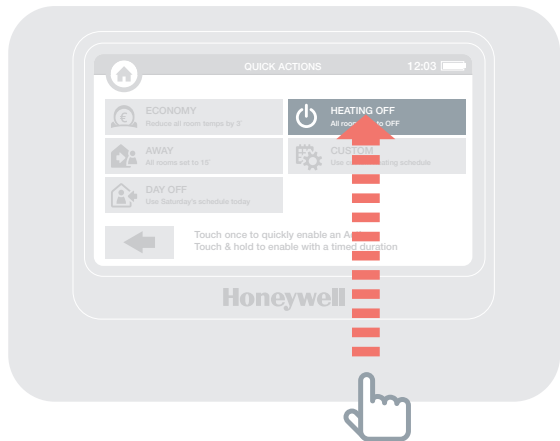 QUICK ACTIONS 12:03
ECONOMY
Reduce all room temps by 3°
HEATING OFF
All to OFF
AWAY
All rooms set to 15°
CUSTOM
Use heating schedule
DAY OFF
Use Saturday's schedule today
Touch once to quickly enable an
Touch & hold to enable with a timed duration
Honeywell